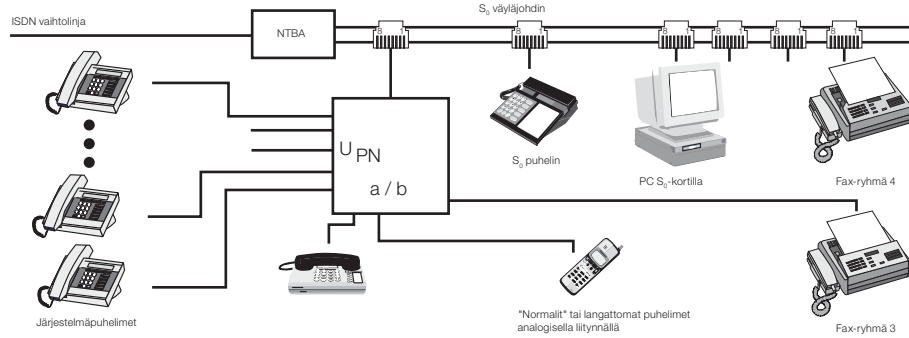 ISDN vaihtolinja
NTBA
S₀ väyläjohdin
8 1
8 1
8 1
8 1
8 1
8 1
U PN
a / b
S₀ puhelin
PC S₀-kortilla
Fax-ryhmä 4
Järjestelmäpuhelimet
"Normalit" tai langattomat puhelimet
analogisella liitynnällä
Fax-ryhmä 3